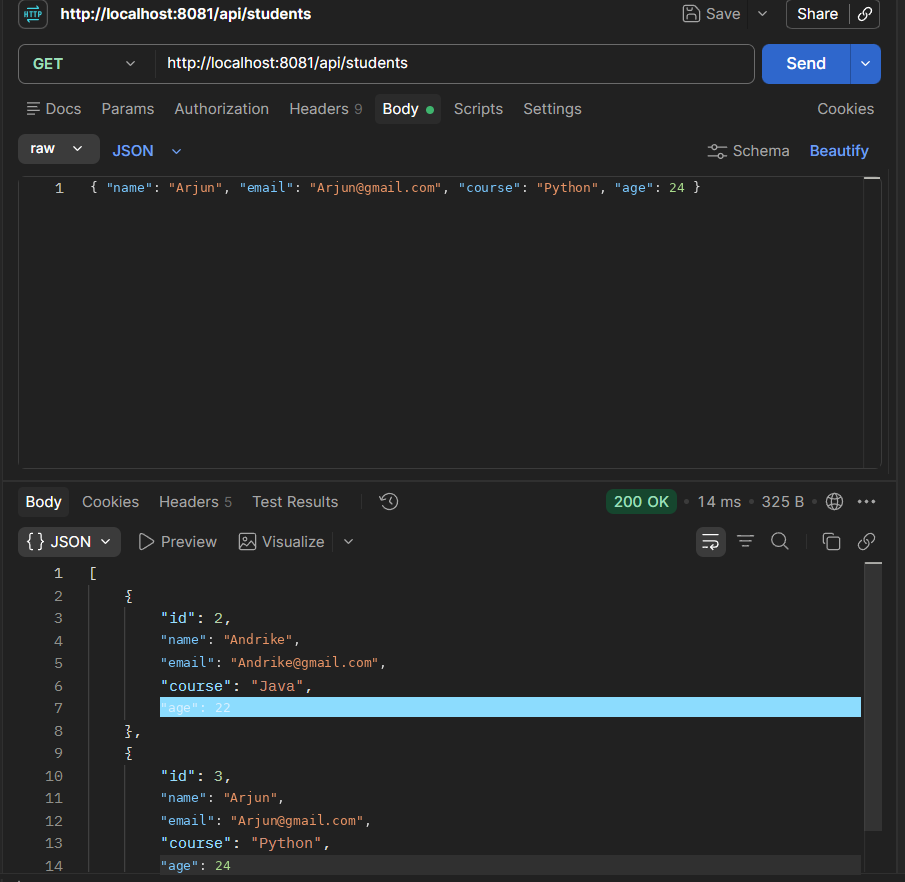 HTTP http://localhost:8081/api/students Save Share
GET http://localhost:8081/api/students Send
Docs Params Authorization Headers 9 Body Scripts Settings Cookies
raw JSON Schema Beautify
1 { "name": "Arjun", "email": "Arjun@gmail.com", "course": "Python", "age": 24 }
Body Cookies Headers 5 Test Results 200 OK • 14 ms • 325 B •
{} JSON Preview Visualize
1 [
2 {
3 "id": 2,
4 "name": "Andrike",
5 "email": "Andrike@gmail.com",
6 "course": "Java",
7 "age": 22
8 },
9 {
10 "id": 3,
11 "name": "Arjun",
12 "email": "Arjun@gmail.com",
13 "course": "Python",
14 "age": 24